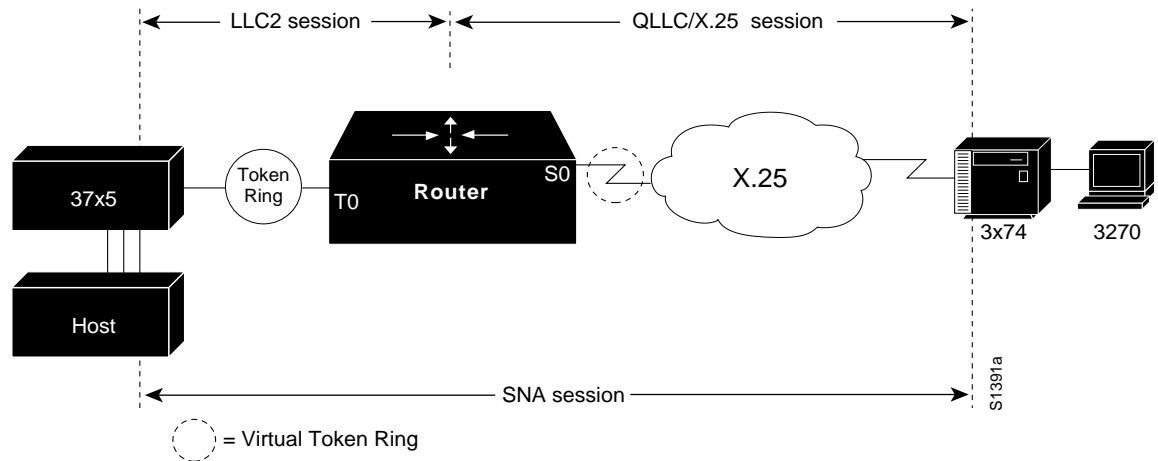 LLC2 session
QLLC/X.25 session
37x5
Token
Ring
T0
Router
S0
X.25
3x74
3270
Host
SNA session
S1391a
= Virtual Token Ring